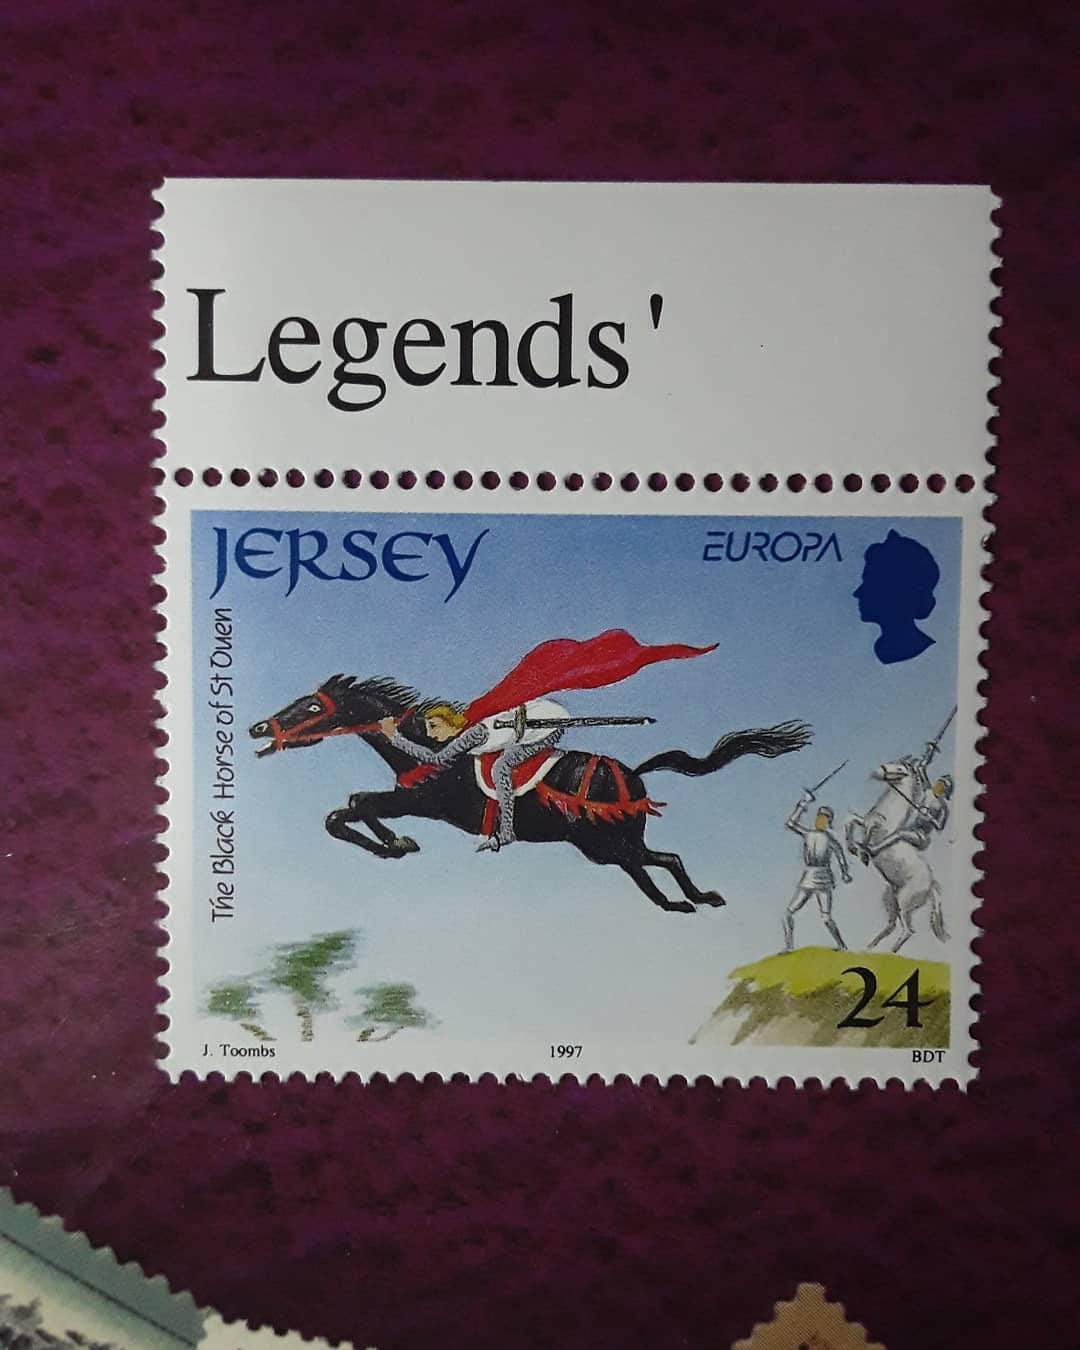 Legends'
JERSEY
EUROPA
The Black Horse of St Ouen
24
J. Toombs
1997
BDT